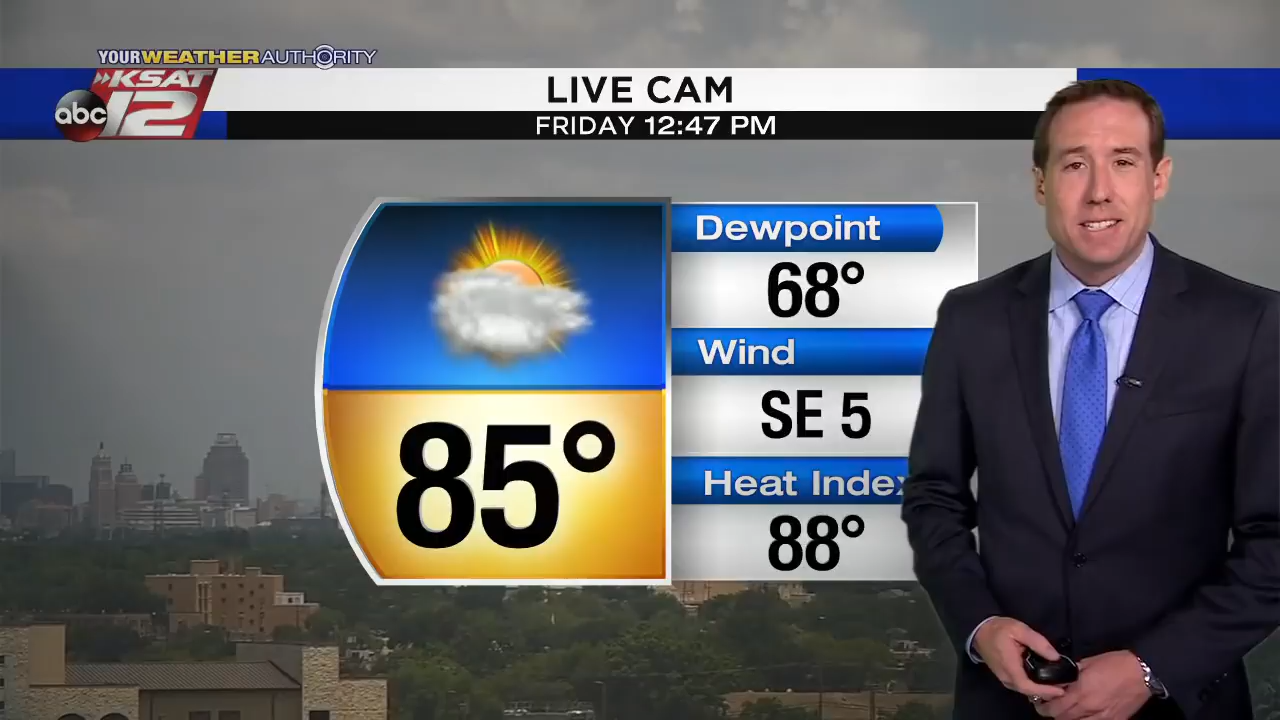 YOUR WEATHER AUTHORITY
KSAT
abc 12
LIVE CAM
FRIDAY 12:47 PM
85°
Dewpoint
68°
Wind
SE 5
Heat Index
88°